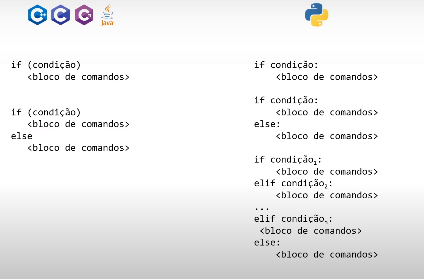 Java
if (condição)
<bloco de comandos>
if (condição)
<bloco de comandos>
else
<bloco de comandos>
if condição:
<bloco de comandos>
if condição:
<bloco de comandos>
else:
<bloco de comandos>
if condição₁:
<bloco de comandos>
elif condição₂:
<bloco de comandos>
...
elif condição:
<bloco de comandos>
else:
<bloco de comandos>